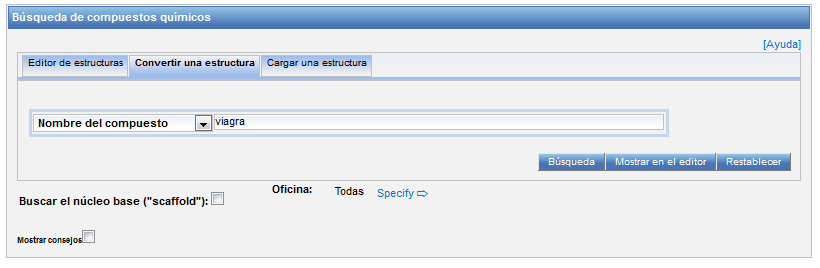 Búsqueda de compuestos químicos
[Ayuda]
Editor de estructuras Convertir una estructura Cargar una estructura
Nombre del compuesto viagra
Búsqueda Mostrar en el editor Restablecer
Buscar el núcleo base ("scaffold"): Oficina: Todas Specify ⇨
Mostrar consejos